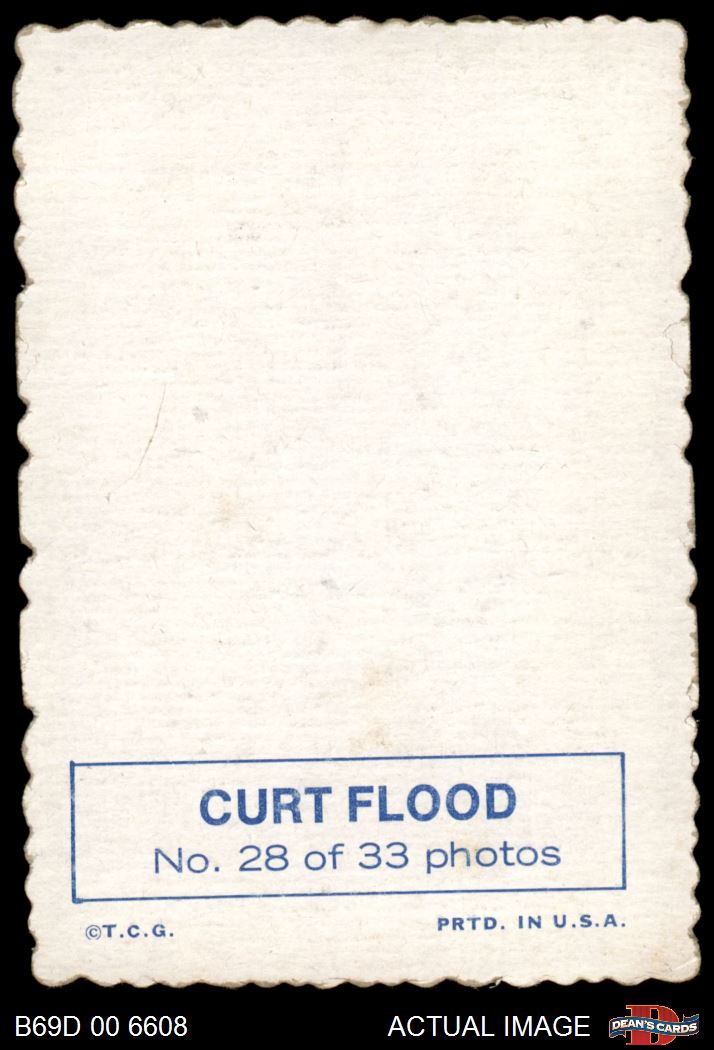 CURT FLOOD
No. 28 of 33 photos
©T.C.G.
PRTD. IN U.S.A.
B69D 00 6608
ACTUAL IMAGE
DEAN'S CARDS